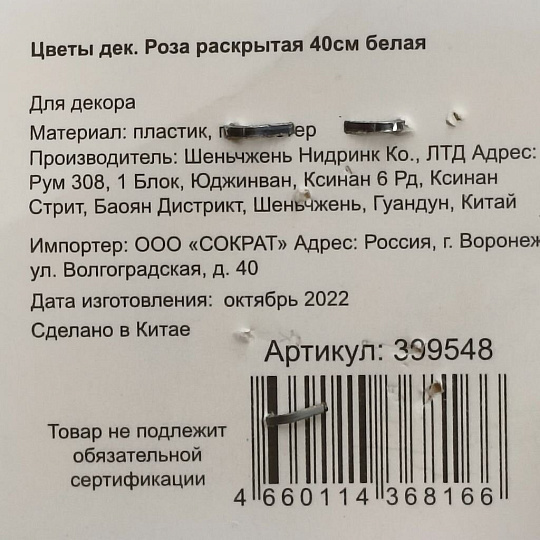 Цветы дек. Роза раскрытая 40см белая
Для декора
Материал: пластик,
Производитель: Шеньчжень Нидринк Ко., ЛТД Адрес:
Рум 308, 1 Блок, Юджинван, Ксинан 6 Рд, Ксинан
Стрит, Баоян Дистрикт, Шеньчжень, Гуандун, Китай
Импортер: ООО «СОКРАТ» Адрес: Россия, г. Воронеж
ул. Волгоградская, д. 40
Дата изготовления: октябрь 2022
Сделано в Китае
Артикул: 399548
Товар не подлежит
обязательной
сертификации
4 660114 368166